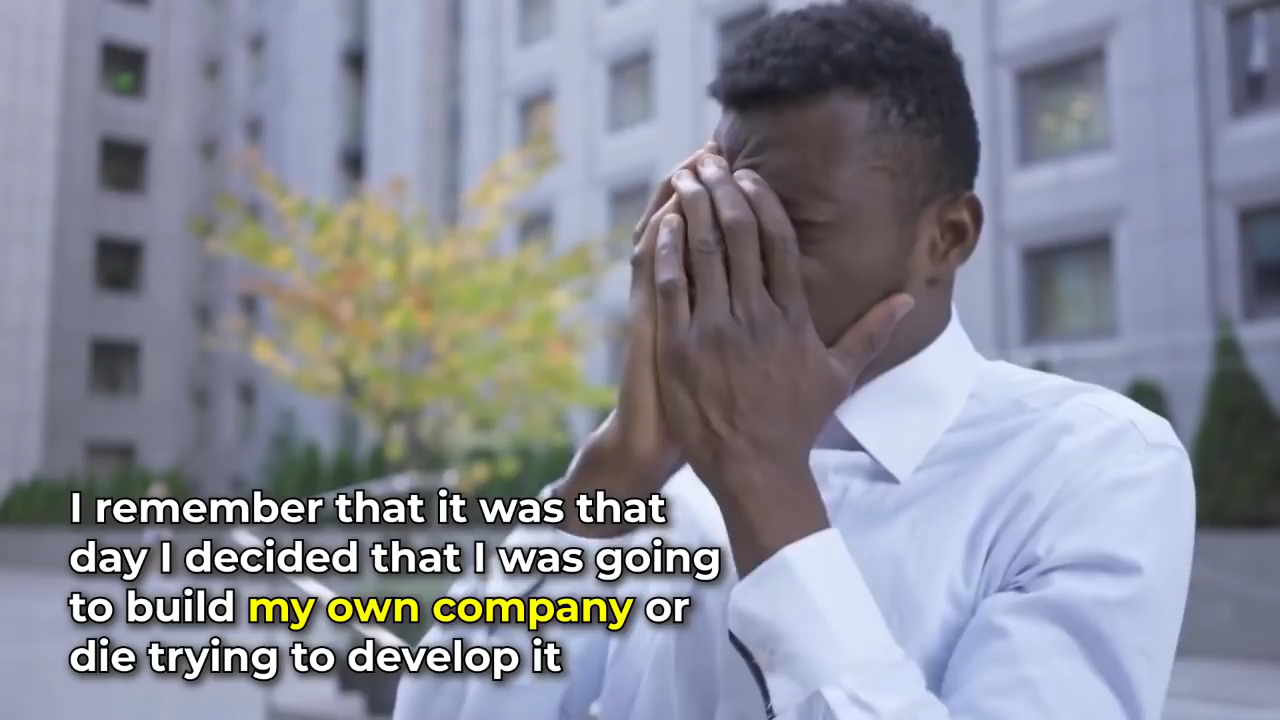 I remember that it was that
day I decided that I was going
to build my own company or
die trying to develop it